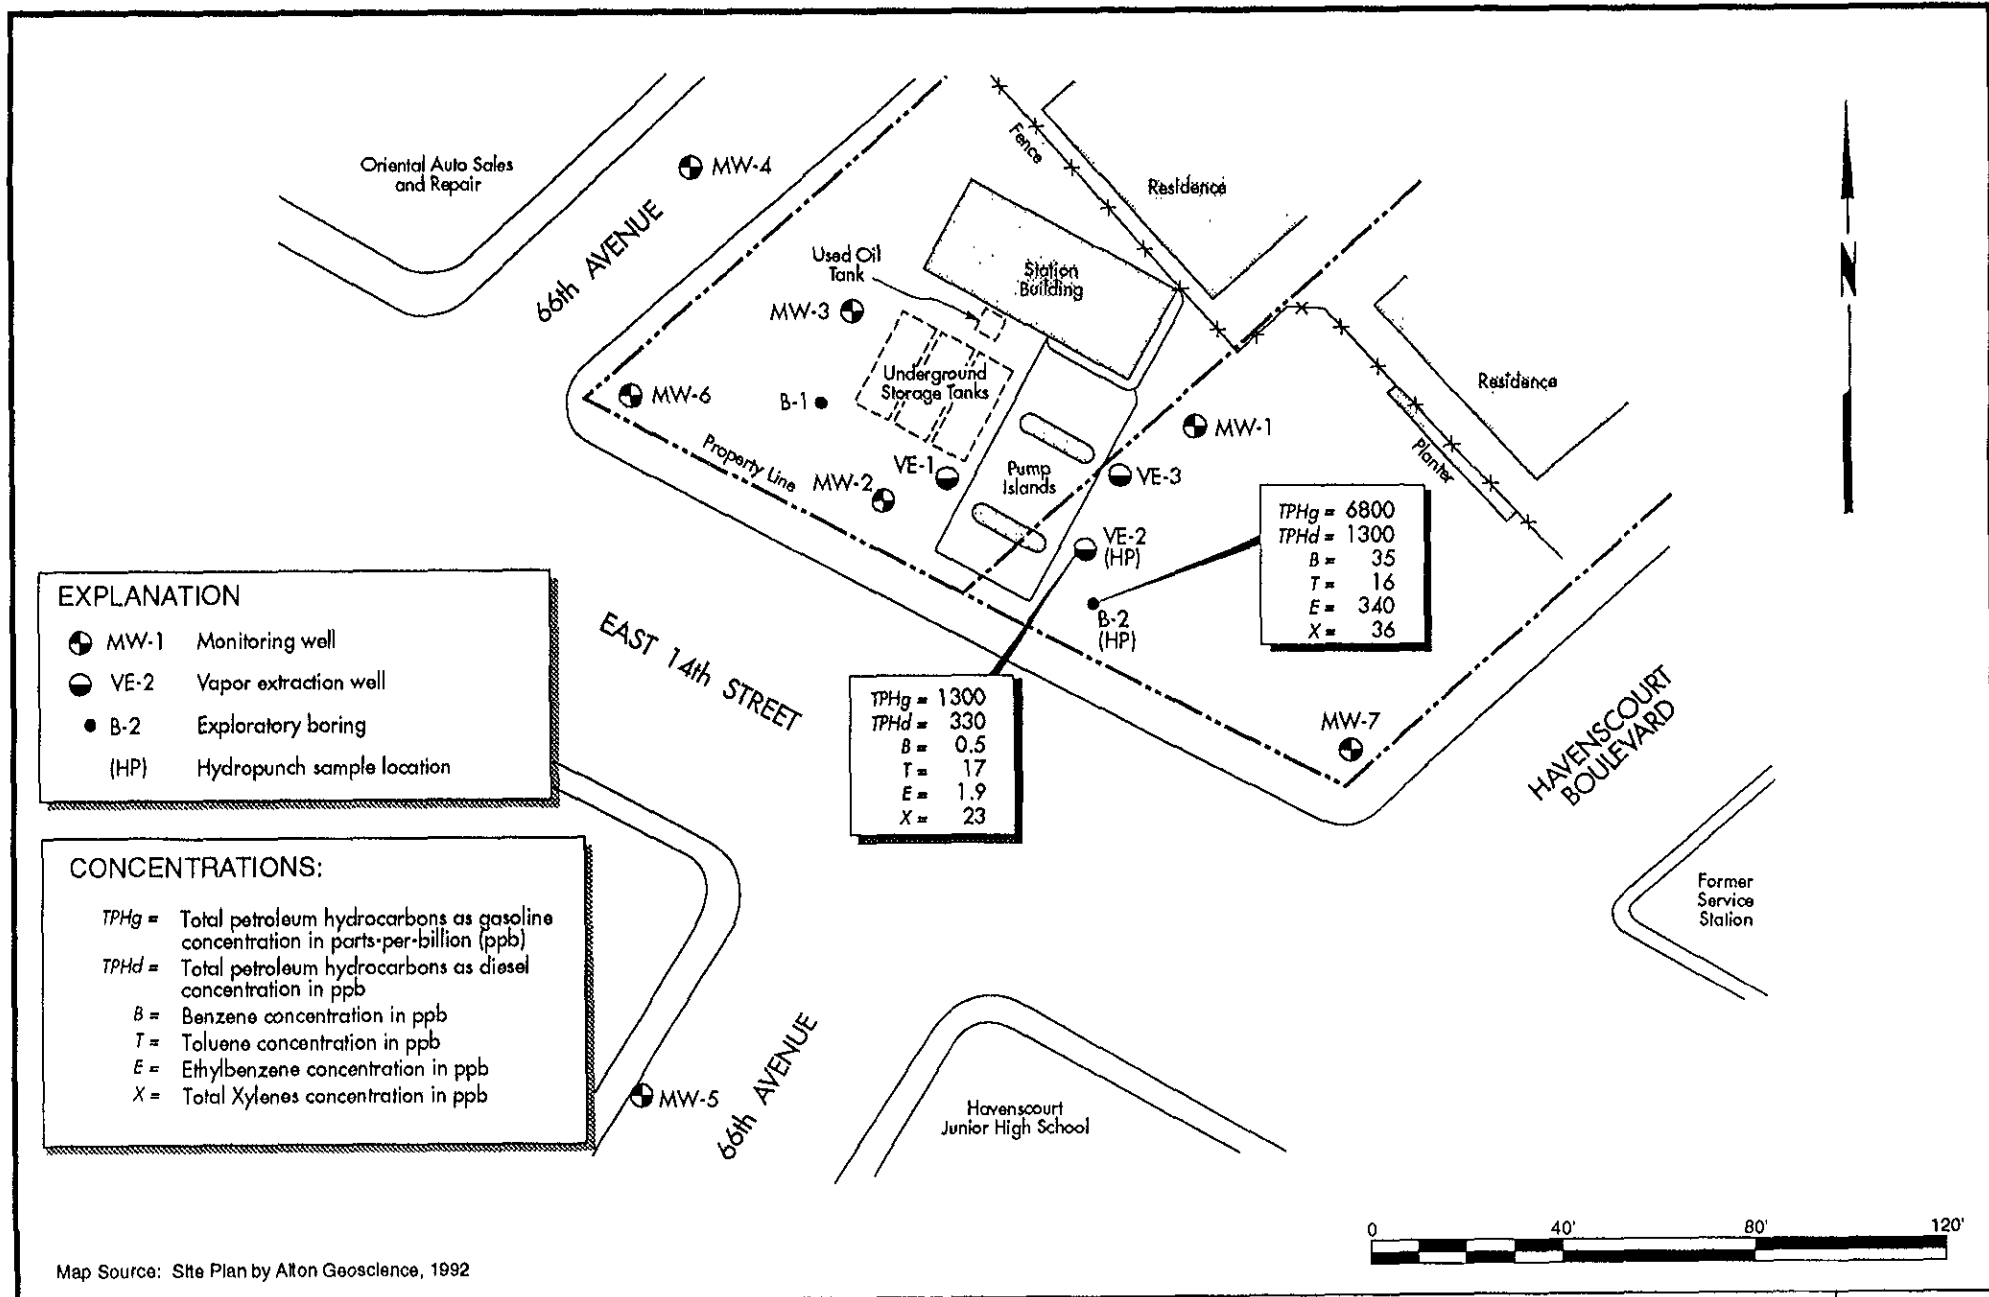 Oriental Auto Sales
and Repair
MW-4
66th AVENUE
Fence
Residence
Used Oil
Tank
Station
Building
MW-3
Underground
Storage Tanks
Residence
MW-6
B-1
MW-1
Planter
Property Line
VE-1
MW-2
Pump
Islands
VE-3
VE-2
(HP)
B-2
(HP)
TPHg = 6800
TPHd = 1300
B = 35
T = 16
E = 340
X = 36
EAST 14th STREET
TPHg = 1300
TPHd = 330
B = 0.5
T = 17
E = 1.9
X = 23
MW-7
HAVENSCOURT
BOULEVARD
N
EXPLANATION
MW-1 Monitoring well
VE-2 Vapor extraction well
B-2 Exploratory boring
(HP) Hydropunch sample location
CONCENTRATIONS:
TPHg = Total petroleum hydrocarbons as gasoline
concentration in parts-per-billion (ppb)
TPHd = Total petroleum hydrocarbons as diesel
concentration in ppb
B = Benzene concentration in ppb
T = Toluene concentration in ppb
E = Ethylbenzene concentration in ppb
X = Total Xylenes concentration in ppb
MW-5
66th AVENUE
Havenscourt
Junior High School
Former
Service
Station
0 40' 80' 120'
Map Source: Site Plan by Alton Geoscience, 1992